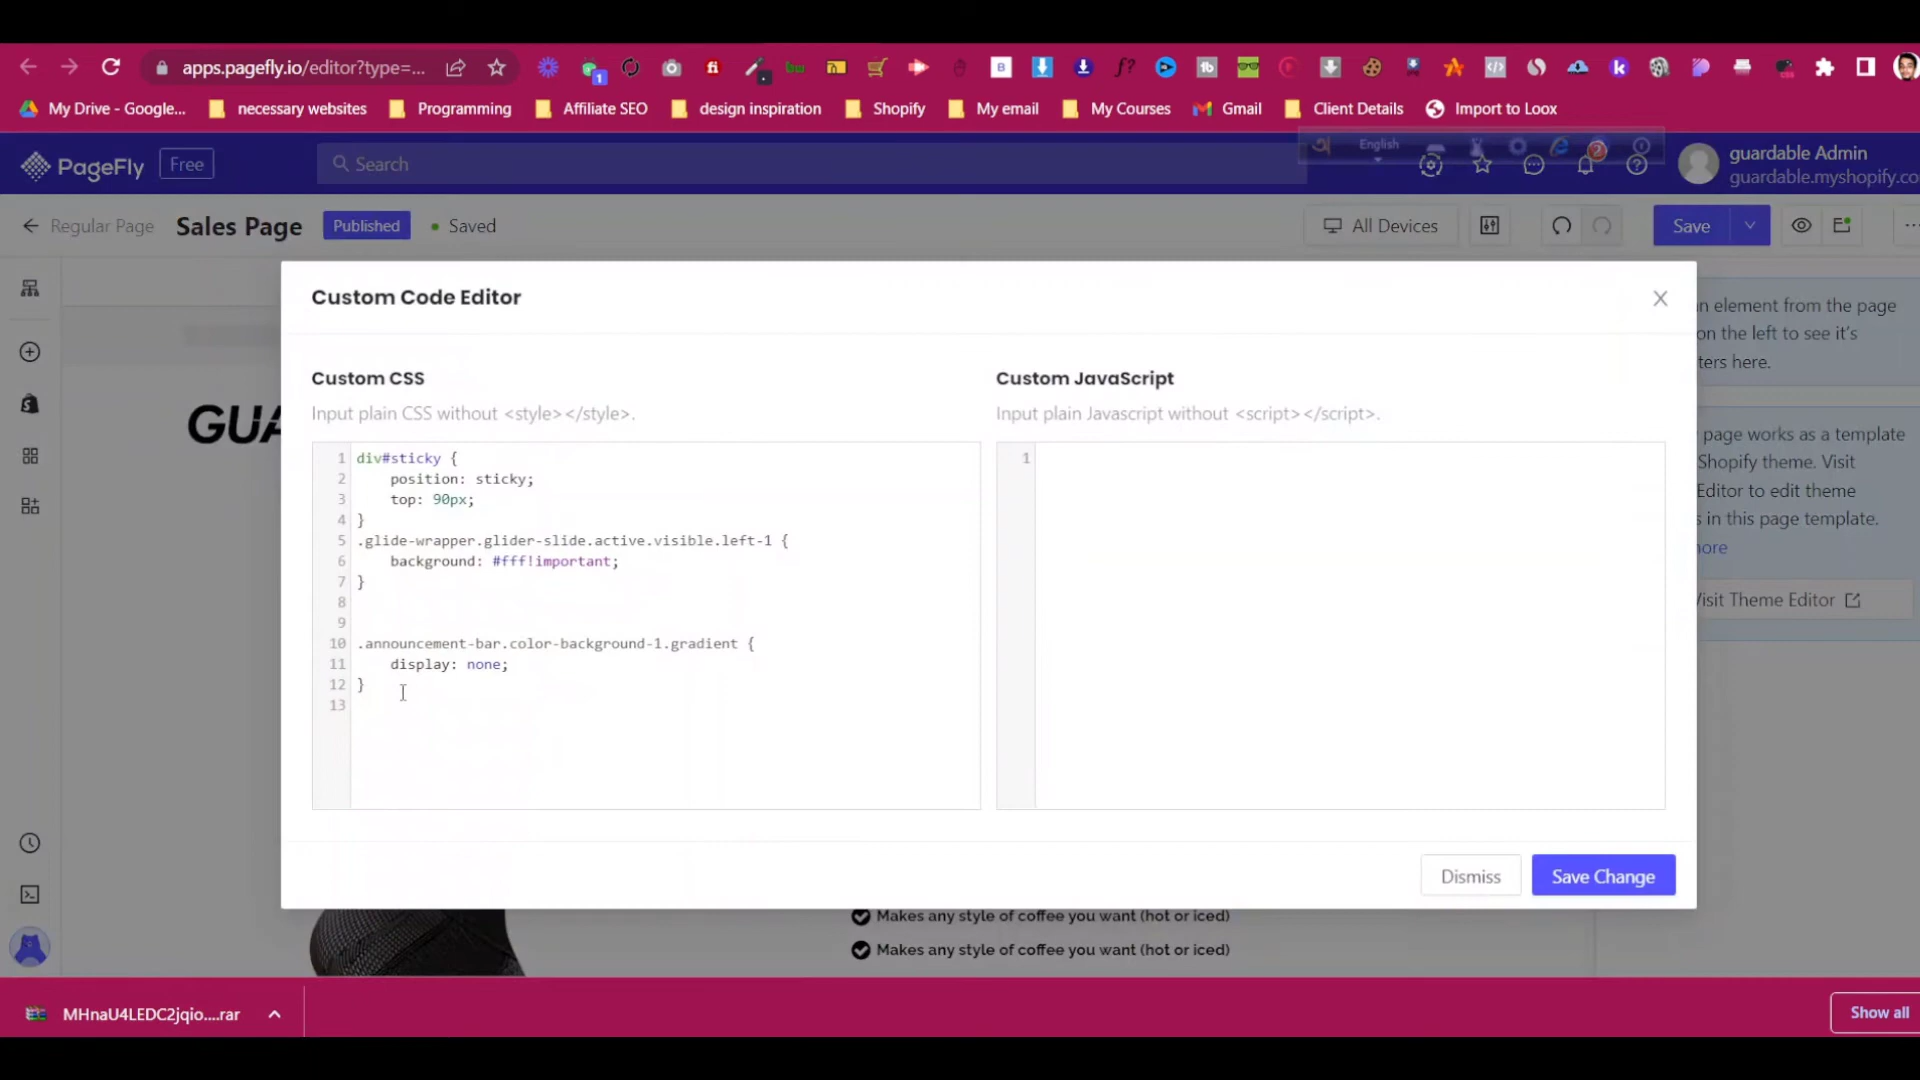 apps.pagefly.io/editor?type=...
My Drive - Google...
necessary websites
Programming
Affiliate SEO
design inspiration
Shopify
My email
My Courses
Gmail
Client Details
Import to Loox
PageFly
Free
Search
English
2
guardable Admin
guardable.myshopify.co
Regular Page
Sales Page
Published
Saved
All Devices
Save
Custom Code Editor
Custom CSS
Input plain CSS without <style></style>.
1 div#sticky {
2 position: sticky;
3 top: 90px;
4 }
5 .glide-wrapper.glider-slide.active.visible.left-1 {
6 background: #fff!important;
7 }
8
9
10 .announcement-bar.color-background-1.gradient {
11 display: none;
12 }
13
Custom JavaScript
Input plain Javascript without <script></script>.
1
Dismiss
Save Change
n element from the page
on the left to see it's
ters here.
page works as a template
Shopify theme. Visit
Editor to edit theme
s in this page template.
ore
Visit Theme Editor
GUA
Makes any style of coffee you want (hot or iced)
Makes any style of coffee you want (hot or iced)
MHnaU4LEDC2jqio....rar
Show all